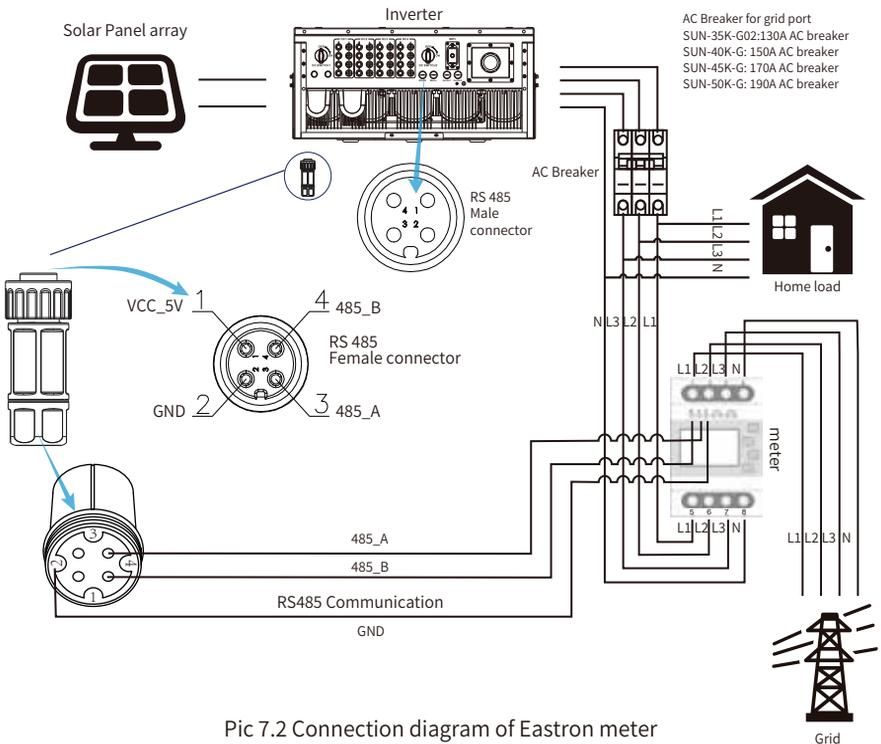 Inverter
Solar Panel array
AC Breaker for grid port
SUN-35K-G02:130A AC breaker
SUN-40K-G: 150A AC breaker
SUN-45K-G: 170A AC breaker
SUN-50K-G: 190A AC breaker
AC Breaker
RS 485
Male
connector
4 1
3 2
L1
L2
L3
N
Home load
VCC_5V 1
4 485_B
RS 485
Female connector
1 4
2 3
GND 2
3 485_A
N L3 L2 L1
L1 L2 L3 N
meter
5 6 7 8
L1 L2 L3 N
L1 L2 L3 N
3
2 4
1
485_A
485_B
RS485 Communication
GND
Grid
Pic 7.2 Connection diagram of Eastron meter